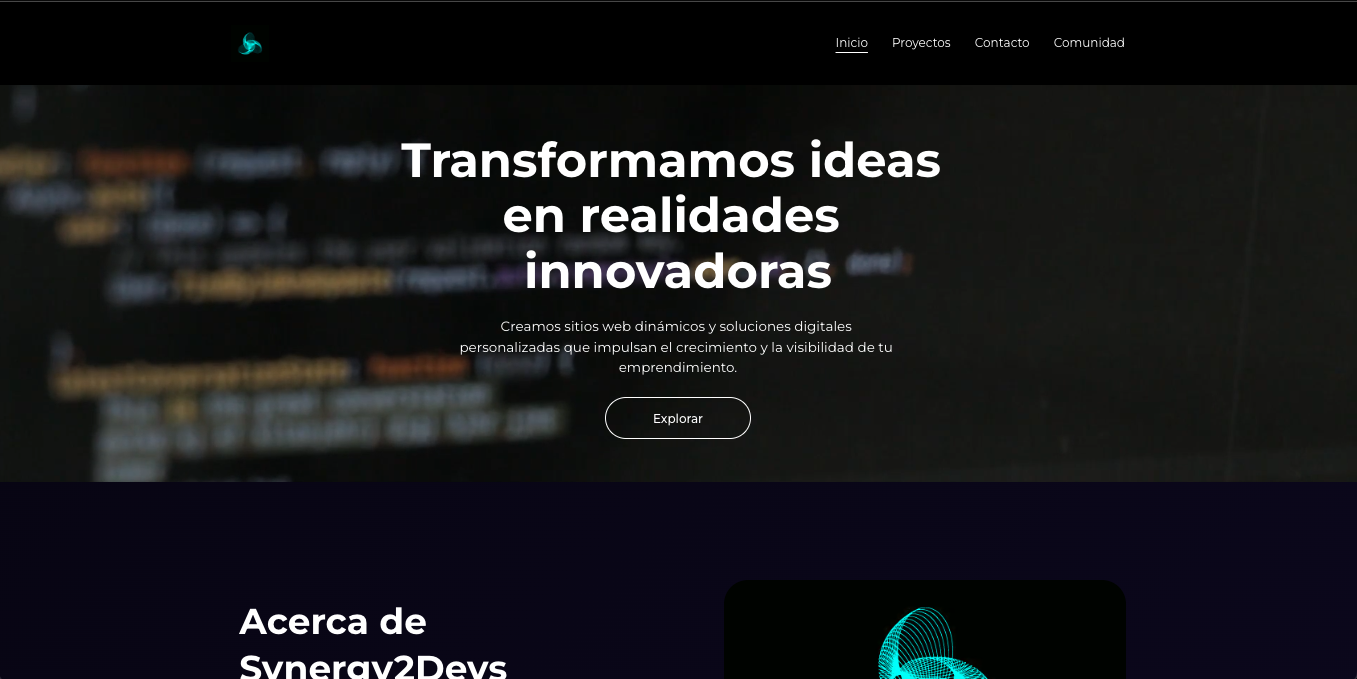 Inicio Proyectos Contacto Comunidad
Transformamos ideas
en realidades
innovadoras
Creamos sitios web dinámicos y soluciones digitales
personalizadas que impulsan el crecimiento y la visibilidad de tu
emprendimiento.
Explorar
Acerca de
Synergy2Devs